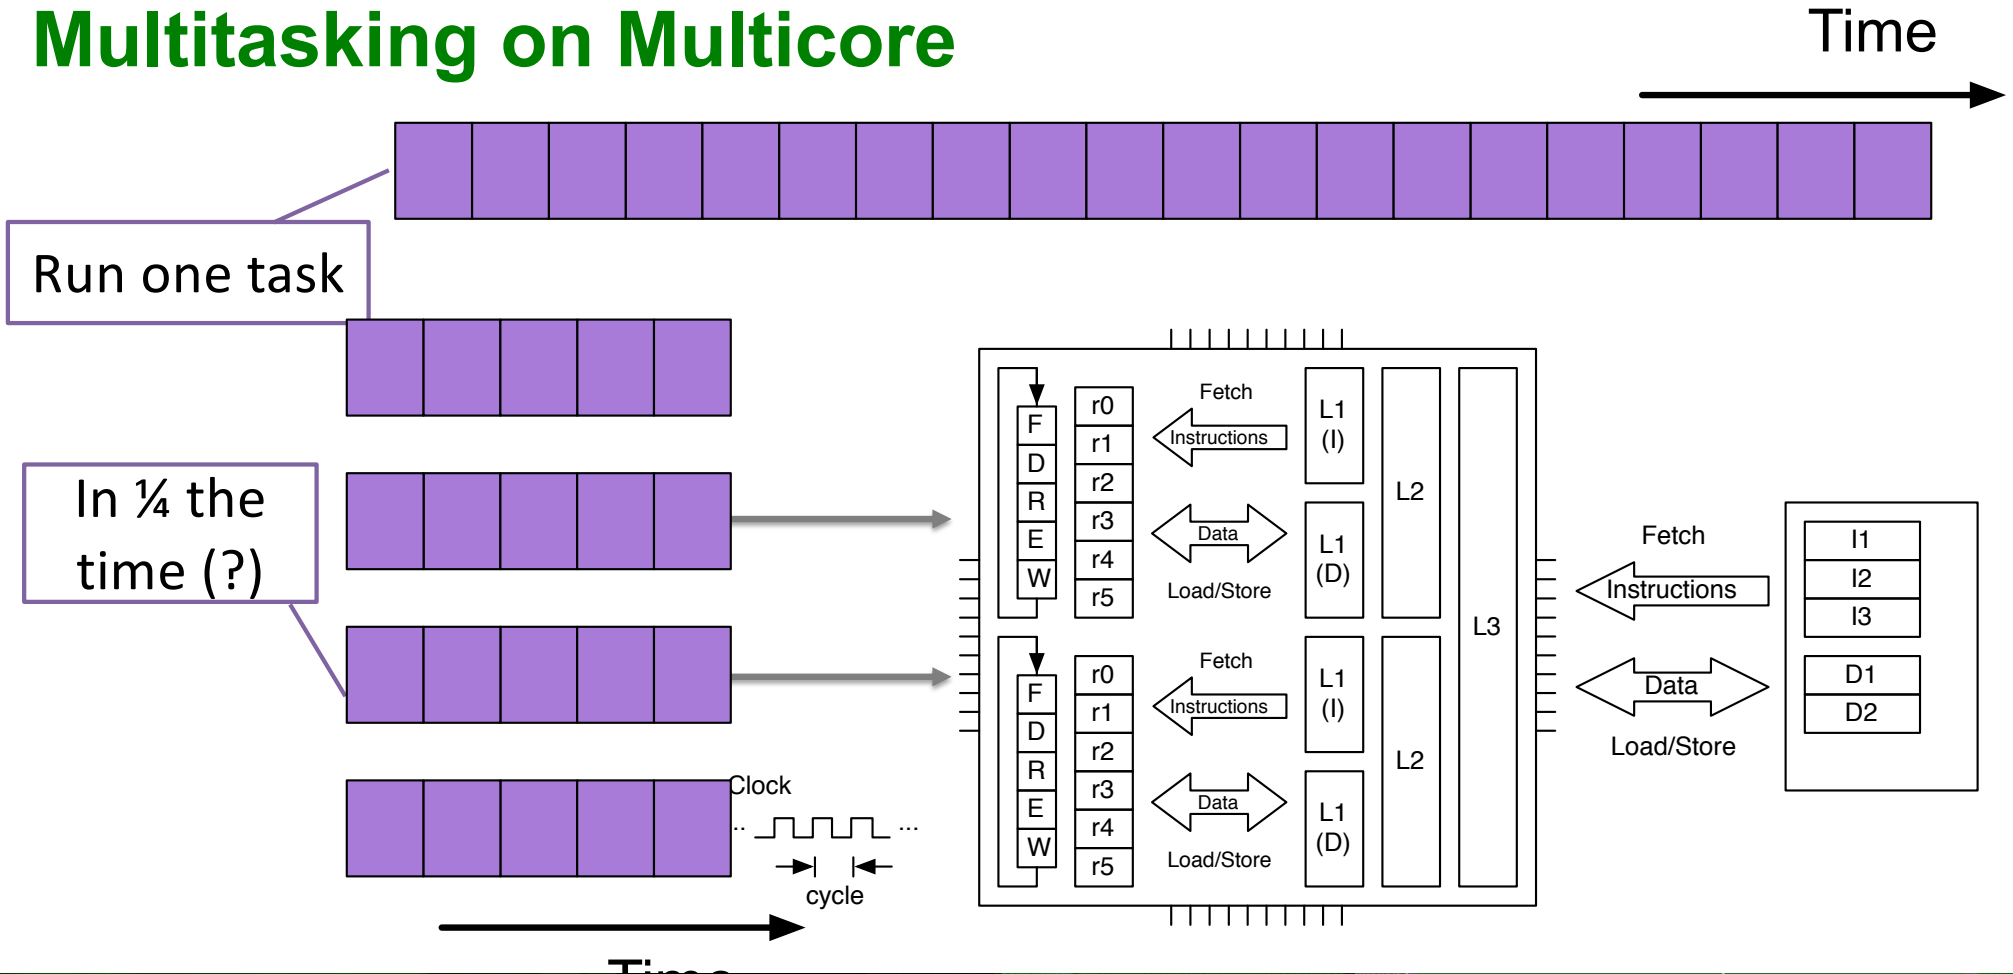 Multitasking on Multicore
Time
Run one task
In ¼ the
time (?)
Clock
...
...
cycle
Time
F
D
R
E
W
r0
r1
r2
r3
r4
r5
Fetch
Instructions
Data
Load/Store
L1
(I)
L1
(D)
L2
F
D
R
E
W
r0
r1
r2
r3
r4
r5
Fetch
Instructions
Data
Load/Store
L1
(I)
L1
(D)
L2
L3
Fetch
Instructions
Data
Load/Store
I1
I2
I3
D1
D2